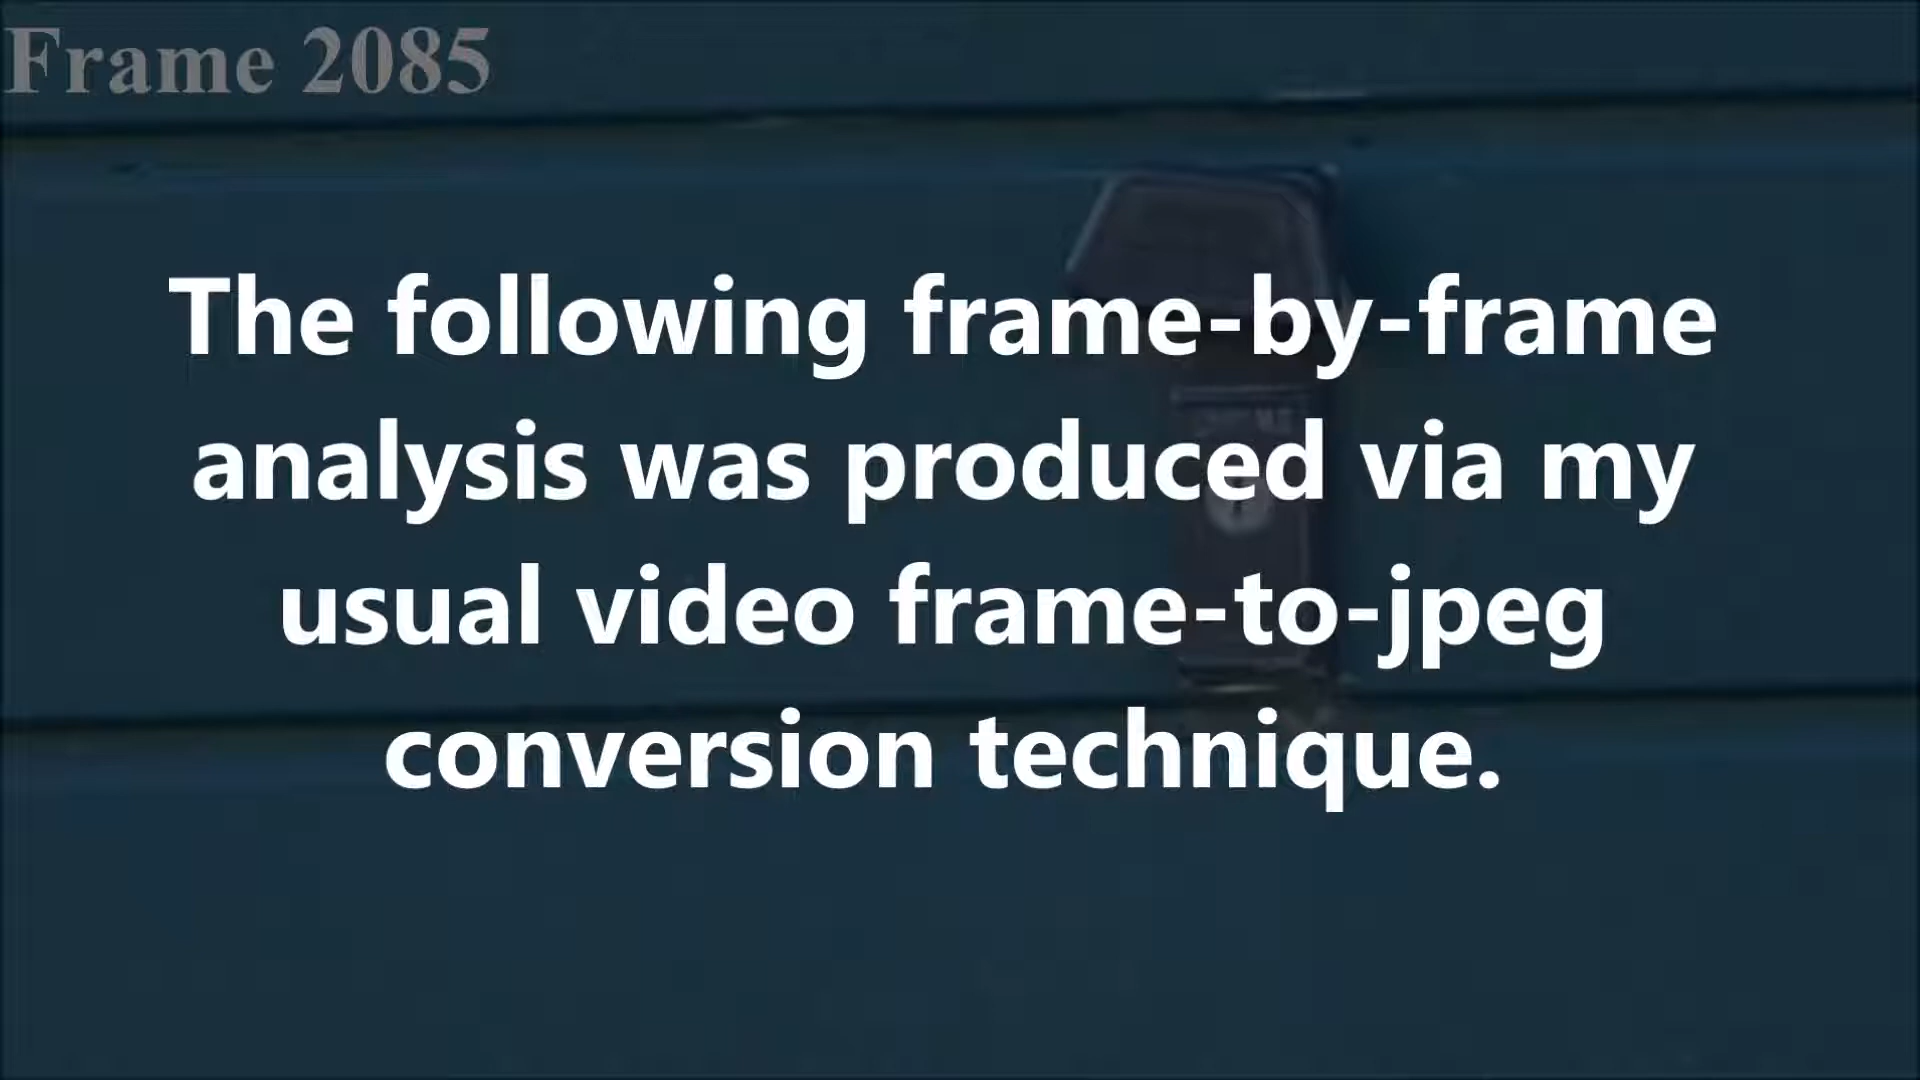 Frame 2085
The following frame-by-frame
analysis was produced via my
usual video frame-to-jpeg
conversion technique.